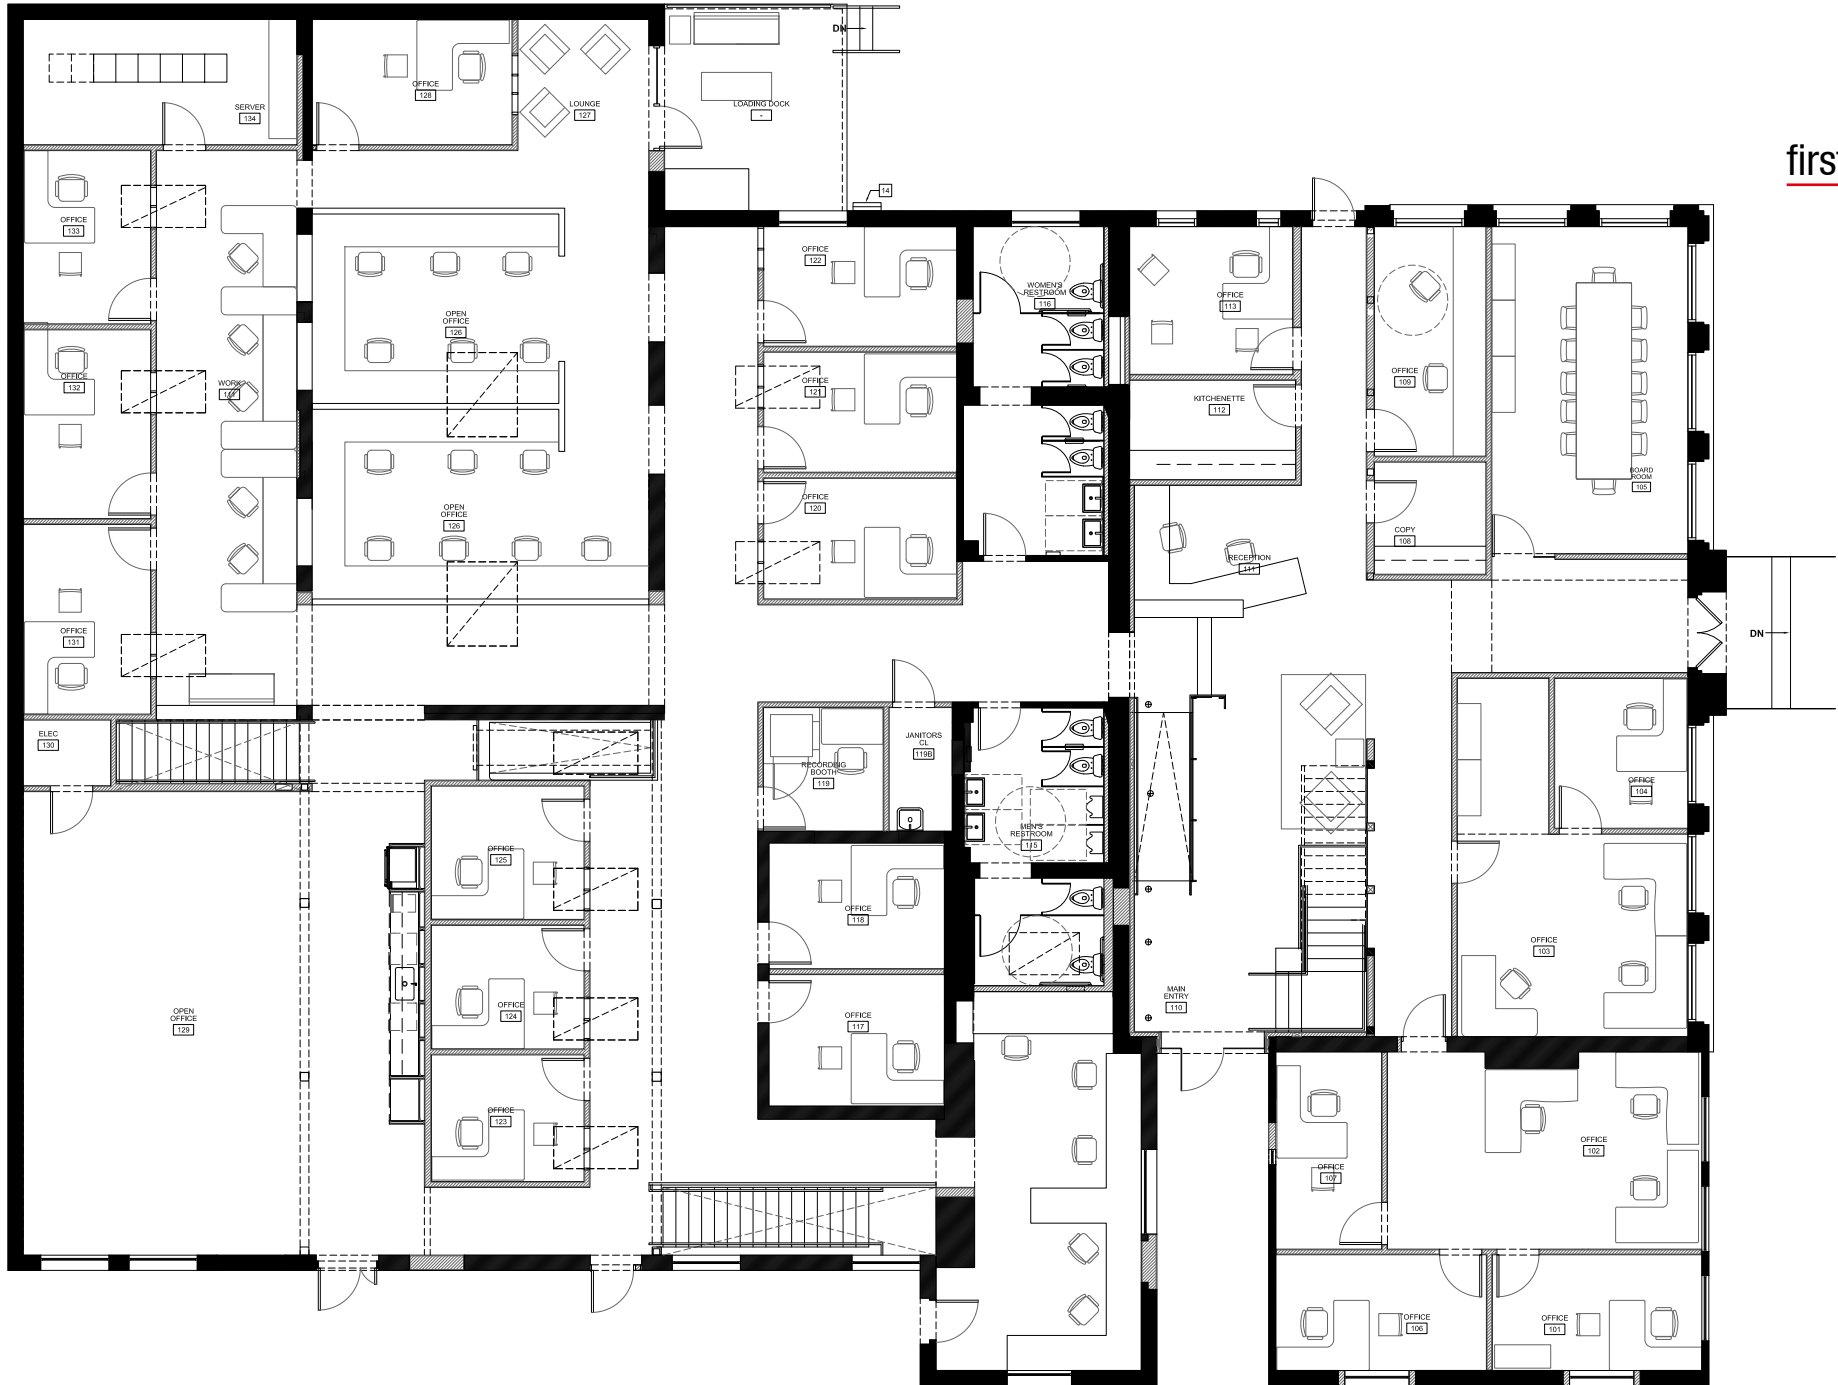 DN
OFFICE
128
LOUNGE
127
LOADING DOCK
-
SERVER
134
firs
14
OFFICE
133
OFFICE
122
WOMEN'S
RESTROOM
116
OFFICE
113
OPEN
OFFICE
126
OFFICE
132
WORK
OFFICE
121
OFFICE
109
KITCHENETTE
112
BOARD
ROOM
105
OPEN
OFFICE
126
OFFICE
120
COPY
108
RECEPTION
111
OFFICE
131
DN
ELEC
130
JANITORS
CL
119B
RECORDING
BOOTH
119
OFFICE
104
MEN'S
RESTROOM
115
OFFICE
125
OFFICE
118
OFFICE
103
MAIN
ENTRY
110
OPEN
OFFICE
129
OFFICE
124
OFFICE
117
OFFICE
123
OFFICE
102
OFFICE
107
OFFICE
106
OFFICE
101